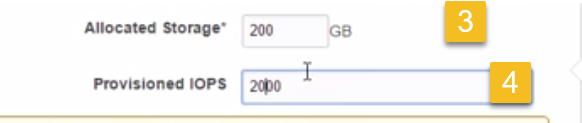 Allocated Storage* 200 GB 3
Provisioned IOPS 2000 4